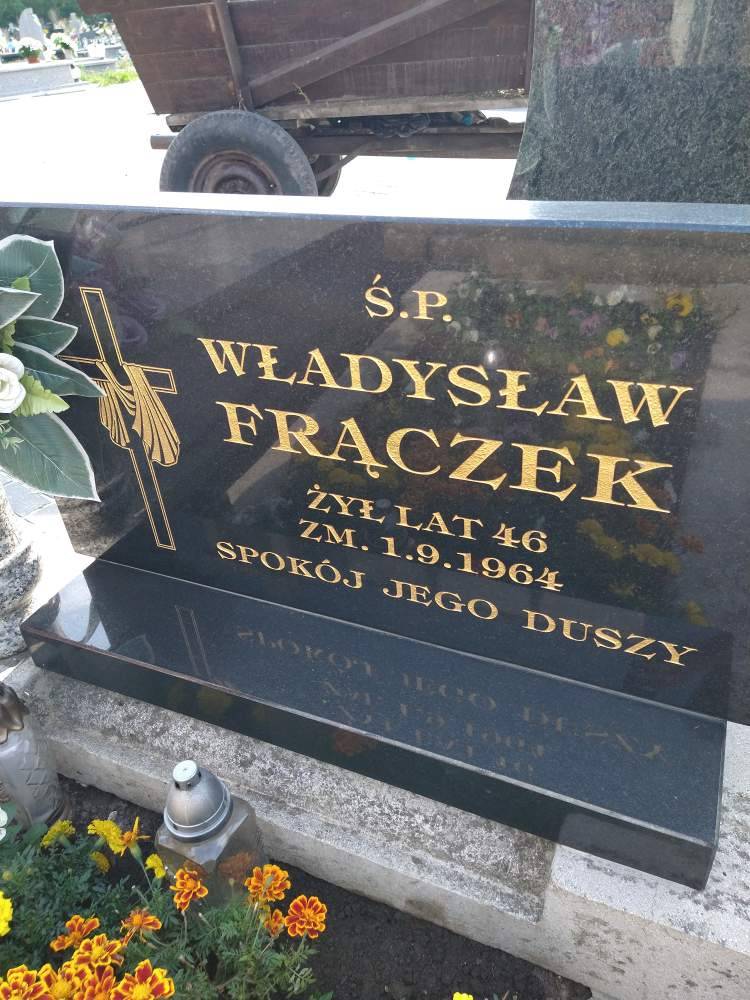 Ś.P.
WŁADYSŁAW
FRĄCZEK
ŻYŁ LAT 46
ZM. 1.9.1964
SPOKÓJ JEGO DUSZY